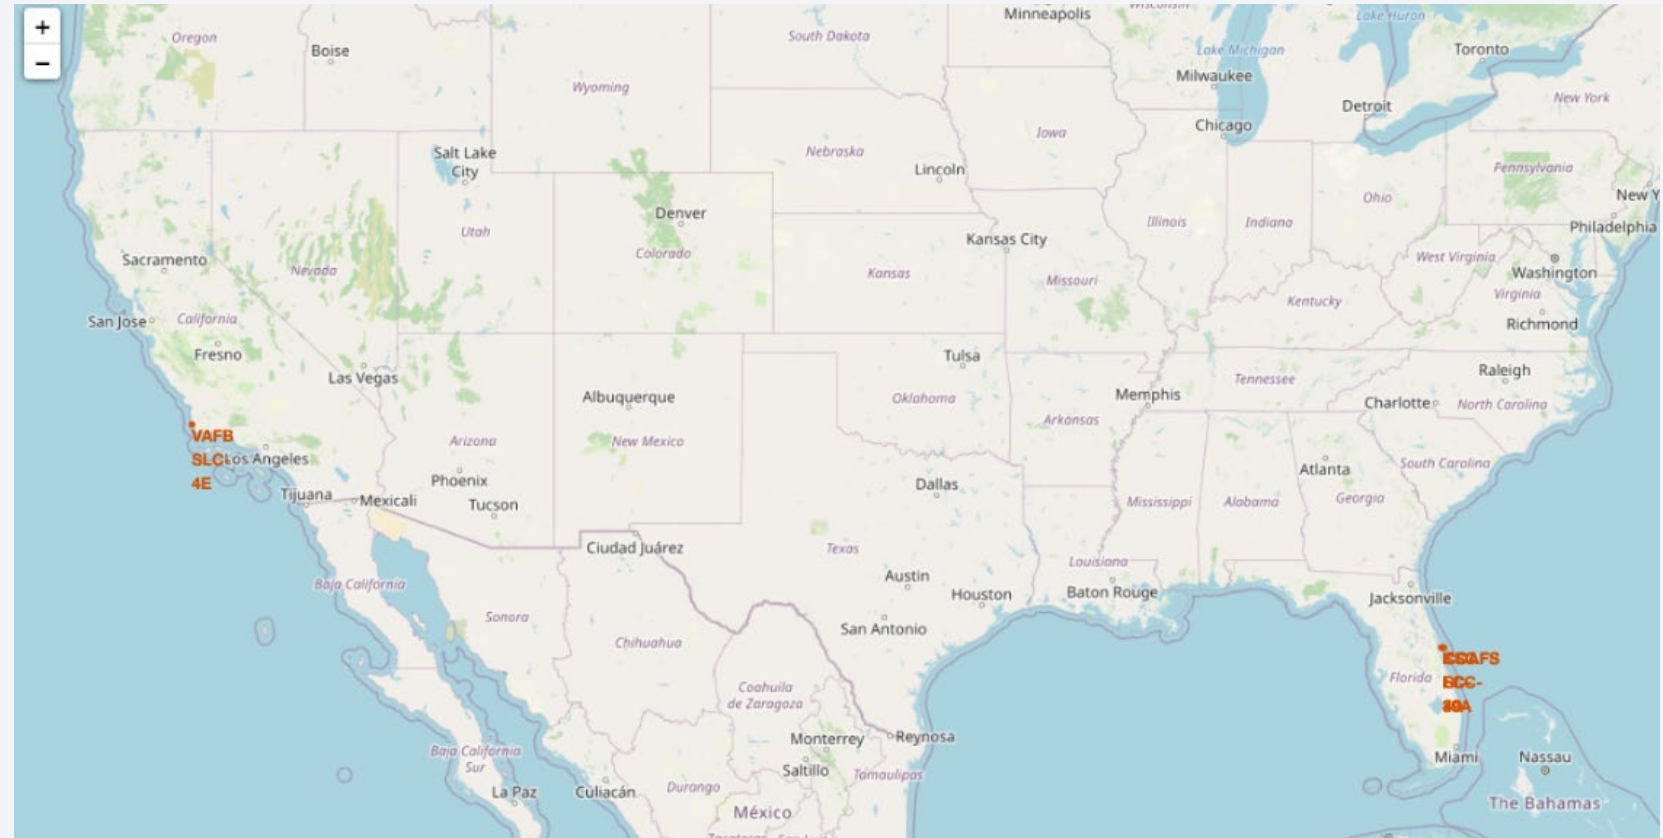 +
−
Oregon
Boise
South Dakota
Minneapolis
Wisconsin
Lake Huron
Toronto
Lake Michigan
Milwaukee
Wyoming
Detroit
New York
Chicago
Iowa
Salt Lake
City
Nebraska
Lincoln
Pennsylvania
Ohio
New Y
Denver
Illinois
Indiana
Philadelphia
Utah
Kansas City
Colorado
Sacramento
Nevada
Kansas
Missouri
West Virginia
Washington
Virginia
Kentucky
San Jose
California
Richmond
Fresno
Las Vegas
Tulsa
Raleigh
Tennessee
Albuquerque
Oklahoma
Memphis
Charlotte
North Carolina
Arkansas
VAFB
SLC-
4E
Los Angeles
Arizona
New Mexico
Phoenix
Tucson
Dallas
Atlanta
South Carolina
Tijuana
Mexicali
Mississippi
Alabama
Georgia
Ciudad Juárez
Texas
Louisiana
Baja California
Austin
Houston
Baton Rouge
Jacksonville
Sonora
Chihuahua
San Antonio
Florida
Coahuila
de Zaragoza
Monterrey
Reynosa
Baja California
Sur
Saltillo
Tamaulipas
Miami
Nassau
La Paz
Culiacán
Durango
México
The Bahamas